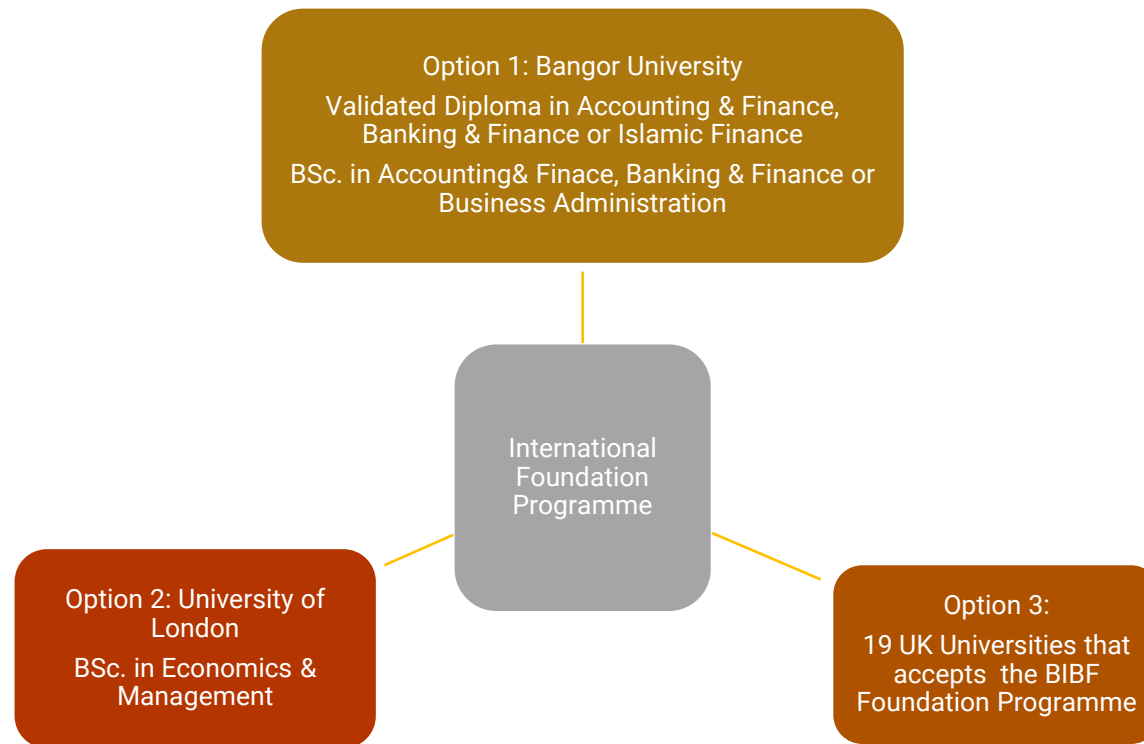 Option 1: Bangor University
Validated Diploma in Accounting & Finance,
Banking & Finance or Islamic Finance
BSc. in Accounting& Finace, Banking & Finance or
Business Administration
International
Foundation
Programme
Option 2: University of
London
BSc. in Economics &
Management
Option 3:
19 UK Universities that
accepts the BIBF
Foundation Programme